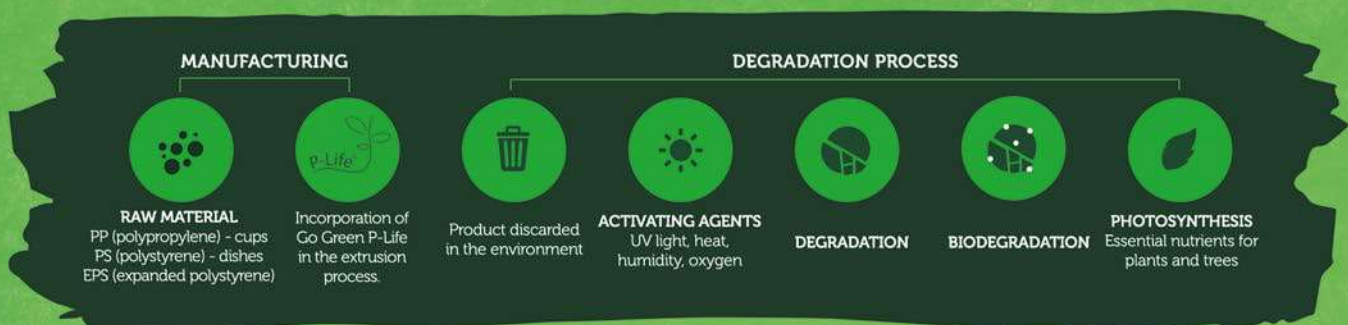 MANUFACTURING
DEGRADATION PROCESS
P-Life
RAW MATERIAL
PP (polypropylene) - cups
PS (polystyrene) - dishes
EPS (expanded polystyrene)
Incorporation of
Go Green P-Life
in the extrusion
process.
Product discarded
in the environment
ACTIVATING AGENTS
UV light, heat,
humidity, oxygen
DEGRADATION
BIODEGRADATION
PHOTOSYNTHESIS
Essential nutrients for
plants and trees